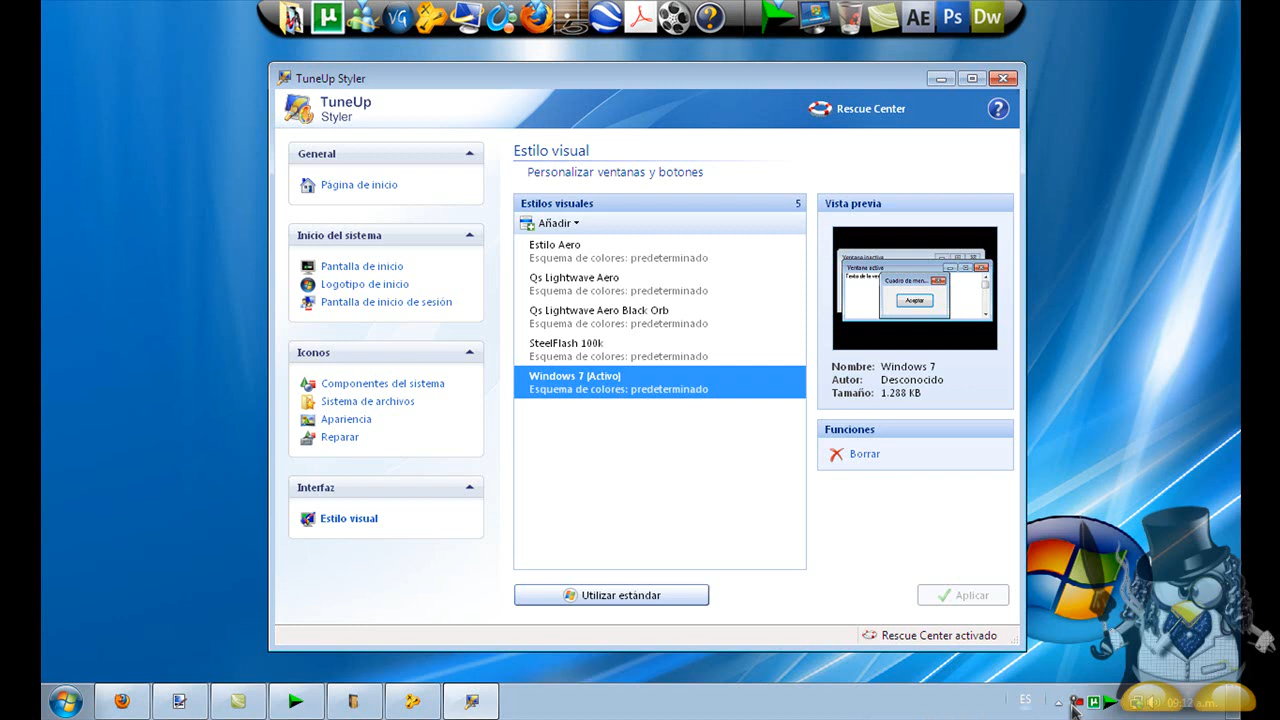 VG
AE
Ps
Dw
TuneUp Styler
TuneUp
Styler
Rescue Center
General
Página de inicio
Inicio del sistema
Pantalla de inicio
Logotipo de inicio
Pantalla de inicio de sesión
Iconos
Componentes del sistema
Sistema de archivos
Apariencia
Reparar
Interfaz
Estilo visual
Estilo visual
Personalizar ventanas y botones
Estilos visuales 5
Añadir
Estilo Aero
Esquema de colores: predeterminado
Qs Lightwave Aero
Esquema de colores: predeterminado
Qs Lightwave Aero Black Orb
Esquema de colores: predeterminado
SteelFlash 100k
Esquema de colores: predeterminado
Windows 7 (Activo)
Esquema de colores: predeterminado
Utilizar estándar
Vista previa
Ventana inactiva
Ventana activa
Cuadro de men...
Aceptar
Nombre: Windows 7
Autor: Desconocido
Tamaño: 1.288 KB
Funciones
Borrar
Aplicar
Rescue Center activado
ES
09:12 a.m.